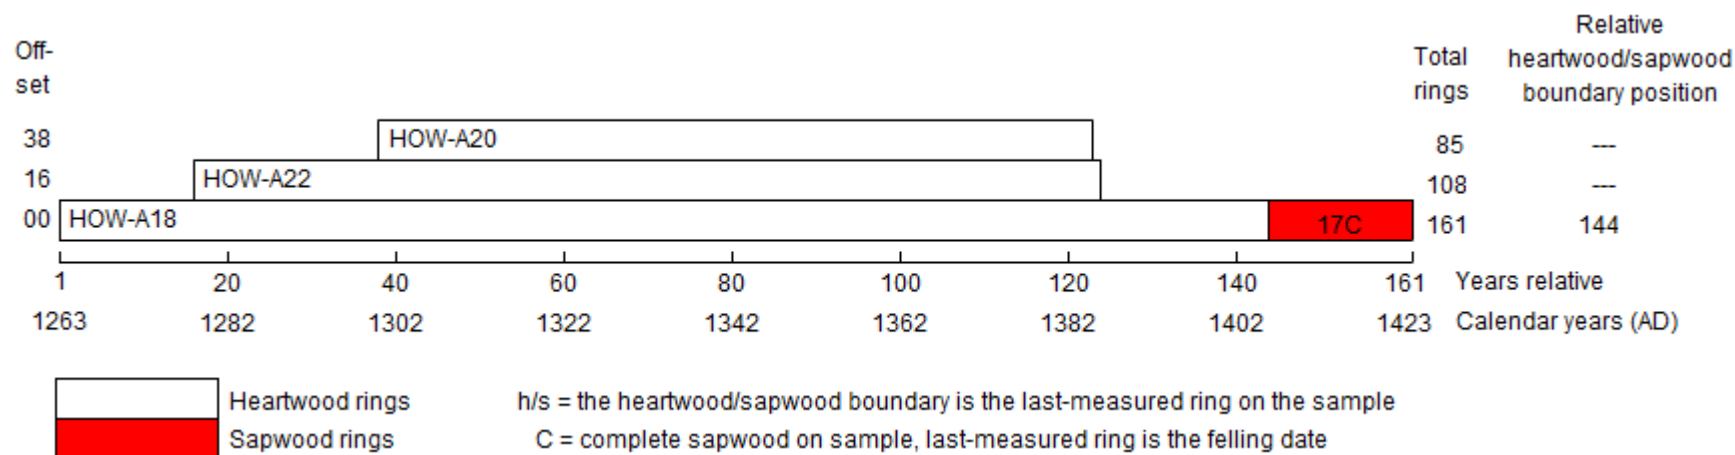 Off-
set
Total
rings
Relative
heartwood/sapwood
boundary position
38 HOW-A20 85 ---
16 HOW-A22 108 ---
00 HOW-A18 17C 161 144
1 20 40 60 80 100 120 140 161 Years relative
1263 1282 1302 1322 1342 1362 1382 1402 1423 Calendar years (AD)
Heartwood rings h/s = the heartwood/sapwood boundary is the last-measured ring on the sample
Sapwood rings C = complete sapwood on sample, last-measured ring is the felling date